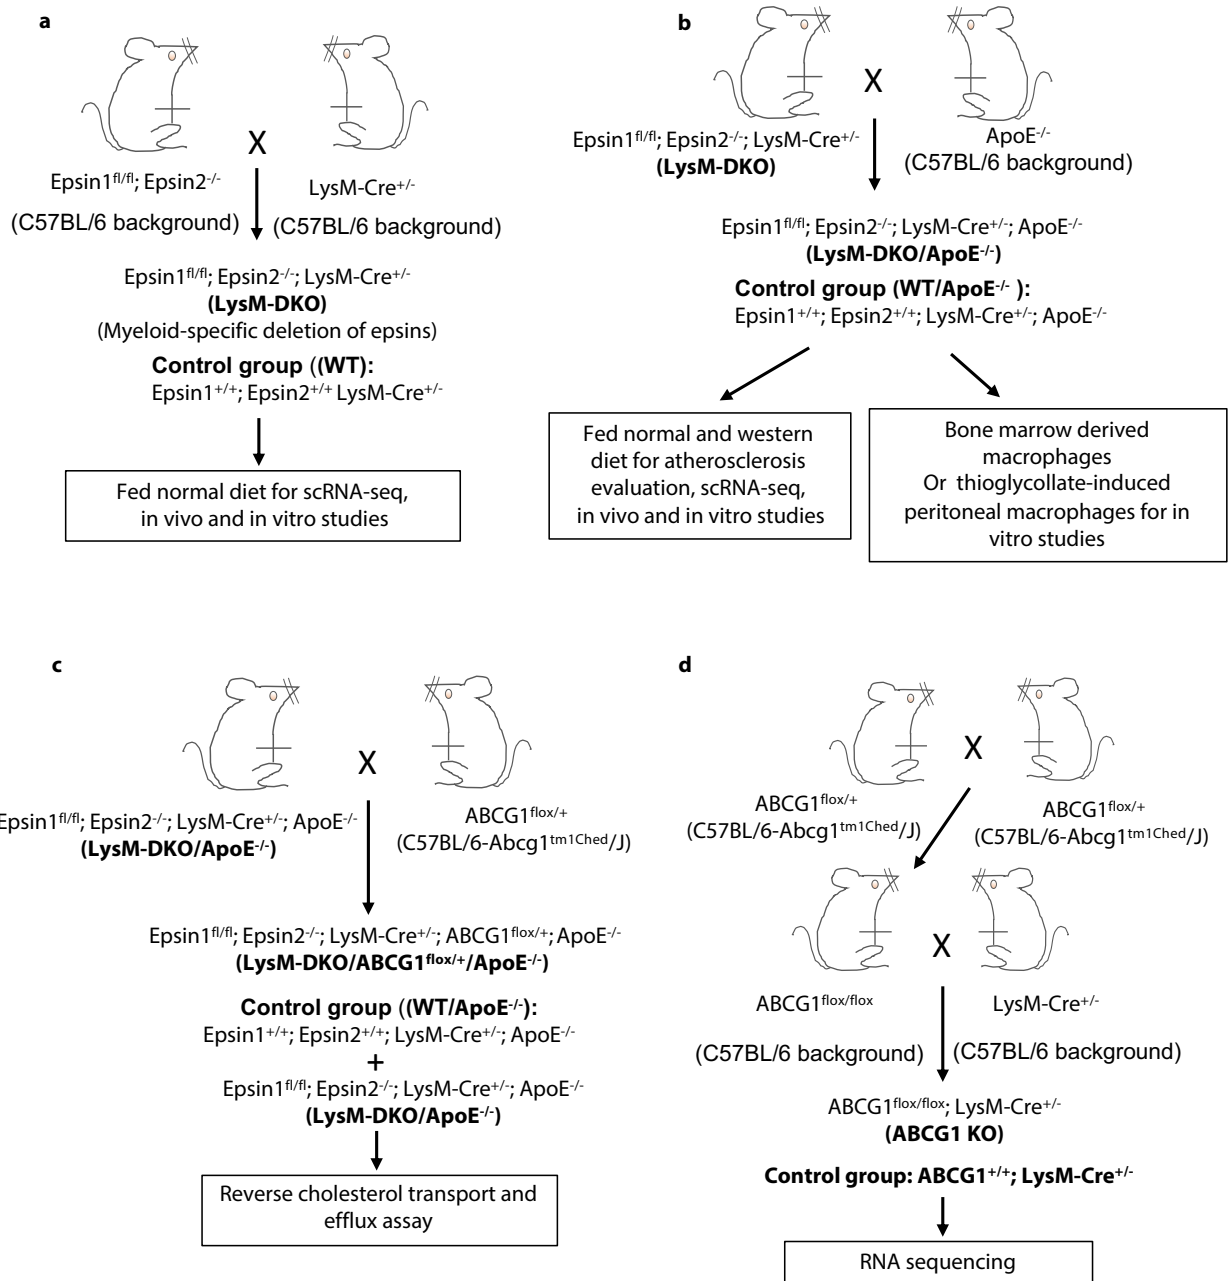 a
X
Epsin1fl/fl; Epsin2-/-
(C57BL/6 background)
LysM-Cre+/-
(C57BL/6 background)
Epsin1fl/fl; Epsin2-/-; LysM-Cre+/-
(LysM-DKO)
(Myeloid-specific deletion of epsins)
Control group ((WT):
Epsin1+/+; Epsin2+/+ LysM-Cre+/-
Fed normal diet for scRNA-seq,
in vivo and in vitro studies
b
X
Epsin1fl/fl; Epsin2-/-; LysM-Cre+/-
(LysM-DKO)
ApoE-/-
(C57BL/6 background)
Epsin1fl/fl; Epsin2-/-; LysM-Cre+/-; ApoE-/-
(LysM-DKO/ApoE-/-)
Control group (WT/ApoE-/- ):
Epsin1+/+; Epsin2+/+; LysM-Cre+/-; ApoE-/-
Fed normal and western
diet for atherosclerosis
evaluation, scRNA-seq,
in vivo and in vitro studies
Bone marrow derived
macrophages
Or thioglycollate-induced
peritoneal macrophages for in
vitro studies
c
X
Epsin1fl/fl; Epsin2-/-; LysM-Cre+/-; ApoE-/-
(LysM-DKO/ApoE-/-)
ABCG1flox/+
(C57BL/6-Abcg1tm1Ched/J)
Epsin1fl/fl; Epsin2-/-; LysM-Cre+/-; ABCG1flox/+; ApoE-/-
(LysM-DKO/ABCG1flox/+/ApoE-/-)
Control group ((WT/ApoE-/-):
Epsin1+/+; Epsin2+/+; LysM-Cre+/-; ApoE-/-
+
Epsin1fl/fl; Epsin2-/-; LysM-Cre+/-; ApoE-/-
(LysM-DKO/ApoE-/-)
Reverse cholesterol transport and
efflux assay
d
X
ABCG1flox/+
(C57BL/6-Abcg1tm1Ched/J)
ABCG1flox/+
(C57BL/6-Abcg1tm1Ched/J)
X
ABCG1flox/flox
(C57BL/6 background)
LysM-Cre+/-
(C57BL/6 background)
ABCG1flox/flox; LysM-Cre+/-
(ABCG1 KO)
Control group: ABCG1+/+; LysM-Cre+/-
RNA sequencing